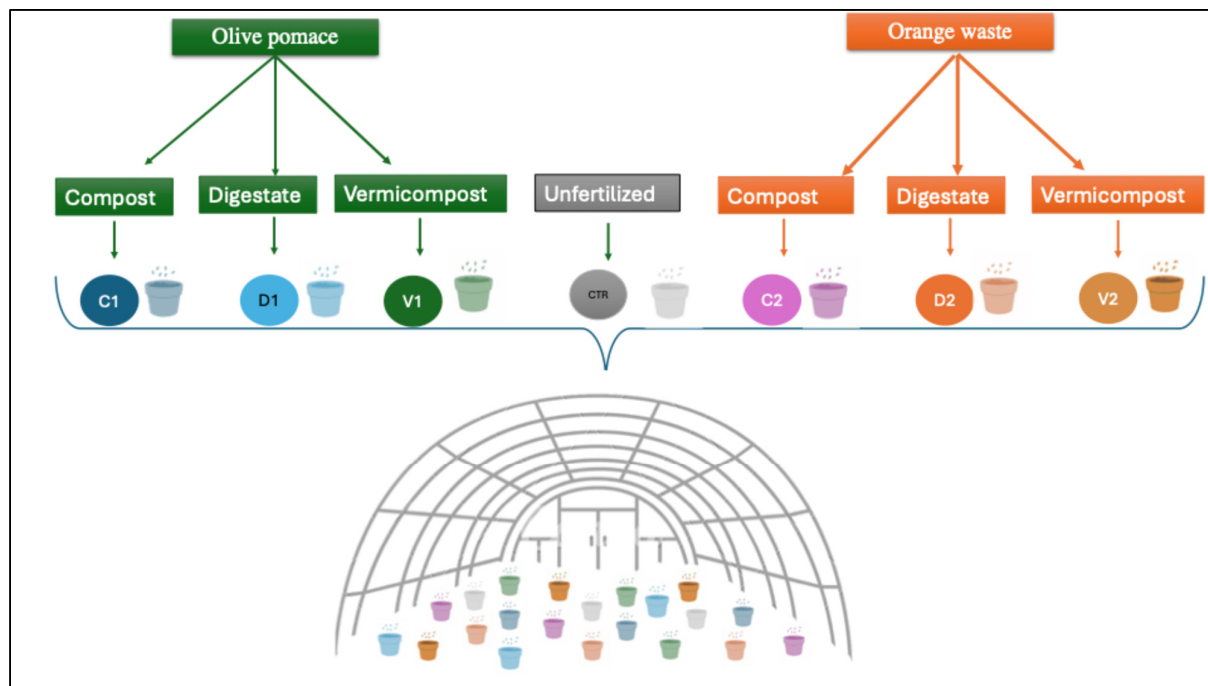 Olive pomace
Orange waste
Compost
Digestate
Vermicompost
Unfertilized
Compost
Digestate
Vermicompost
C1
D1
V1
CTR
C2
D2
V2